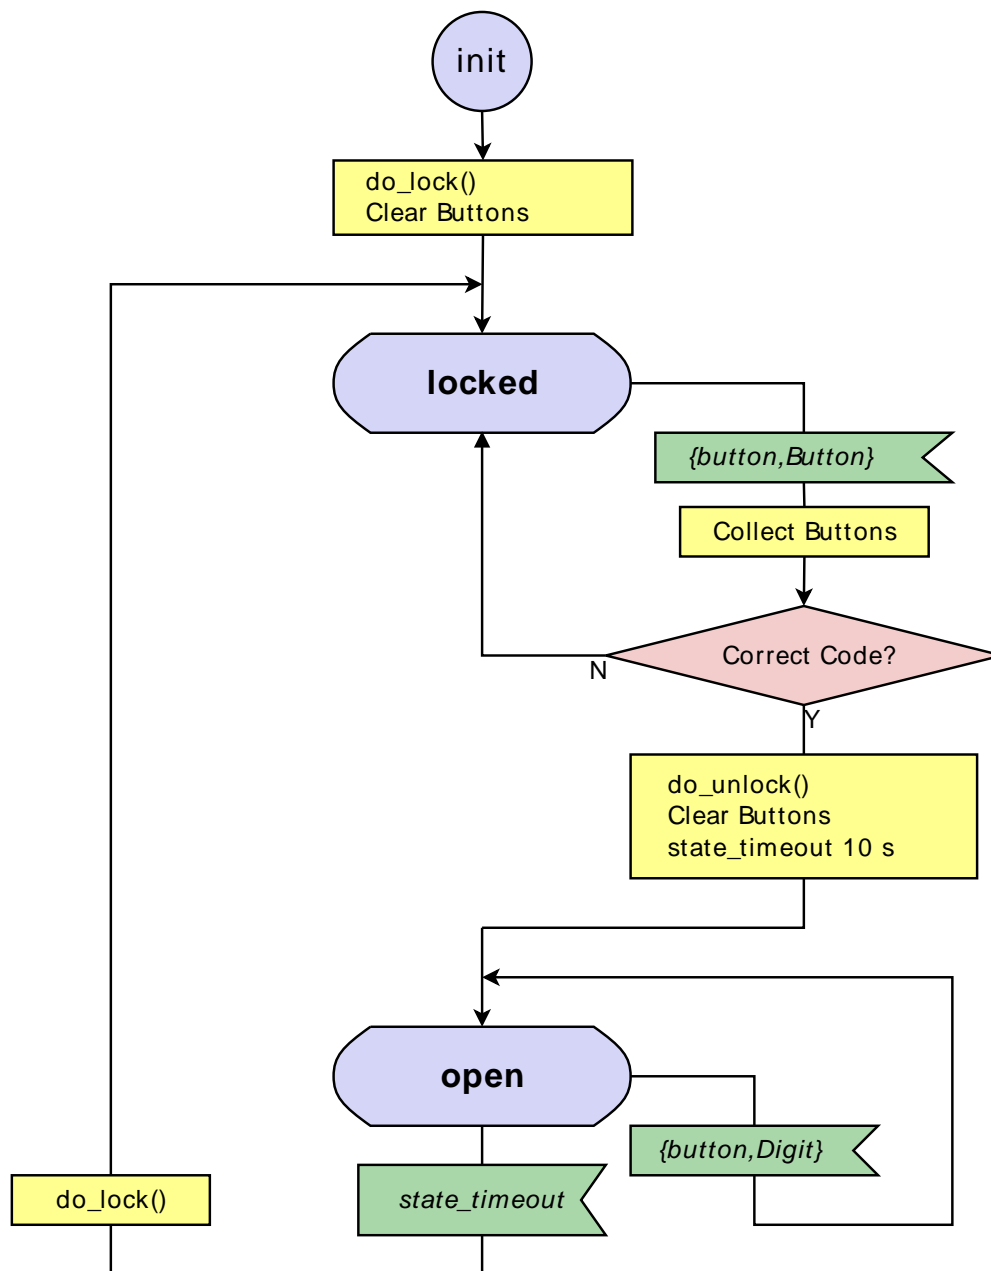 init
do_lock()
Clear Buttons
locked
{button,Button}
Collect Buttons
Correct Code?
N
Y
do_unlock()
Clear Buttons
state_timeout 10 s
open
{button,Digit}
do_lock()
state_timeout